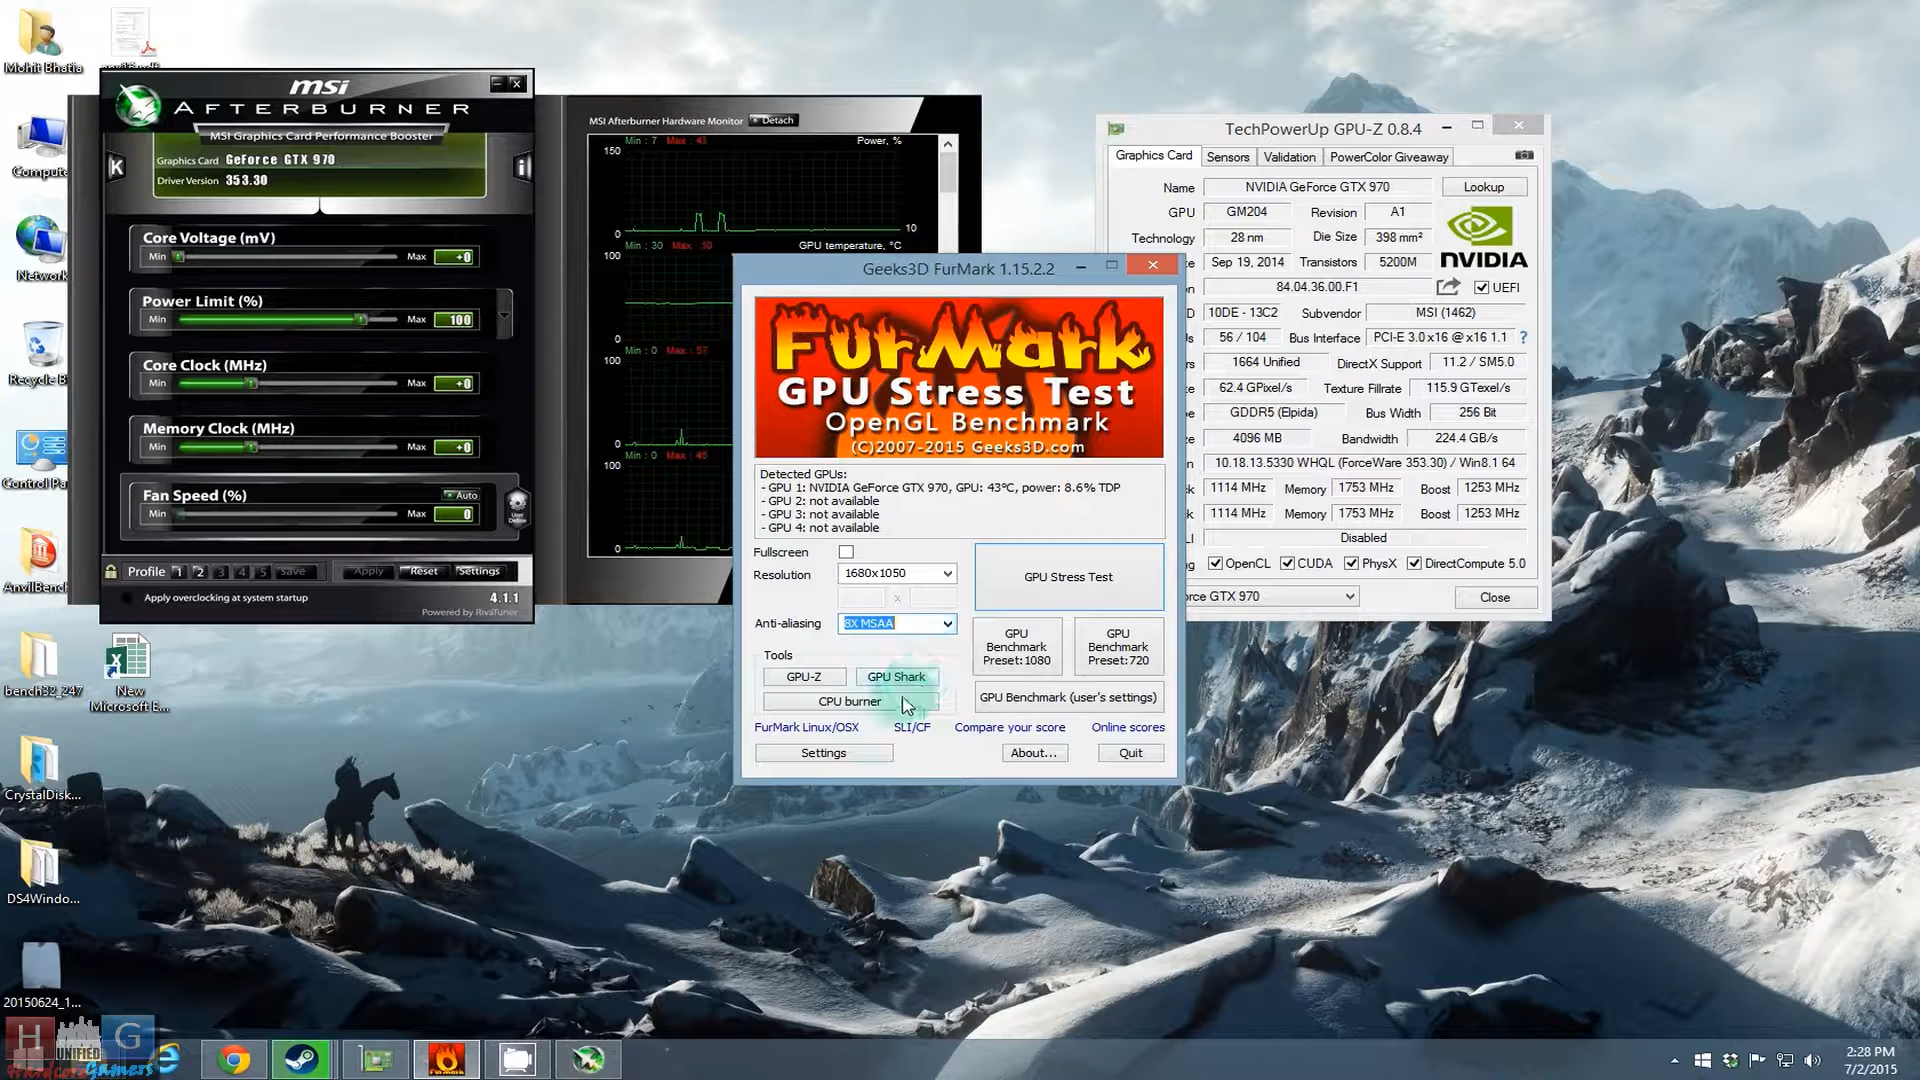 Mohit Bhatia
Compute
Network
Recycle B
Control Pa
AnvilBenc
bench32_247
New
Microsoft E...
CrystalDisk...
DS4Windo...
20150624_1...
msi
AFTERBURNER
MSI Graphics Card Performance Booster
Graphics Card GeForce GTX 970
Driver Version 353.30
K
i
Core Voltage (mV)
Min Max +0
Power Limit (%)
Min Max 100
Core Clock (MHz)
Min Max +0
Memory Clock (MHz)
Min Max +0
Fan Speed (%) Auto
Min Max 0
User Define
Profile 1 2 3 4 5 save Apply Reset Settings
Apply overclocking at system startup 4.1.1
Powered by RivaTuner
MSI Afterburner Hardware Monitor Detach
Min : 7 Max : 43 Power, %
150
0 10
Min : 30 Max : 50 GPU temperature, °C
100
0
Min : 0 Max : 57
100
0
Min : 0 Max : 45
100
0
Geeks3D FurMark 1.15.2.2
FurMark
GPU Stress Test
OpenGL Benchmark
(C)2007-2015 Geeks3D.com
Detected GPUs:
- GPU 1: NVIDIA GeForce GTX 970, GPU: 43°C, power: 8.6% TDP
- GPU 2: not available
- GPU 3: not available
- GPU 4: not available
Fullscreen
Resolution 1680x1050
x
Anti-aliasing 8X MSAA
GPU Stress Test
GPU
Benchmark
Preset:1080
GPU
Benchmark
Preset:720
Tools
GPU-Z GPU Shark
CPU burner
GPU Benchmark (user's settings)
FurMark Linux/OSX SLI/CF Compare your score Online scores
Settings About... Quit
TechPowerUp GPU-Z 0.8.4
Graphics Card Sensors Validation PowerColor Giveaway
Name NVIDIA GeForce GTX 970 Lookup
GPU GM204 Revision A1
Technology 28 nm Die Size 398 mm²
e Sep 19, 2014 Transistors 5200M
NVIDIA
n 84.04.36.00.F1 UEFI
D 10DE - 13C2 Subvendor MSI (1462)
s 56 / 104 Bus Interface PCI-E 3.0 x16 @ x16 1.1 ?
rs 1664 Unified DirectX Support 11.2 / SM5.0
e 62.4 GPixel/s Texture Fillrate 115.9 GTexel/s
e GDDR5 (Elpida) Bus Width 256 Bit
e 4096 MB Bandwidth 224.4 GB/s
n 10.18.13.5330 WHQL (ForceWare 353.30) / Win8.1 64
k 1114 MHz Memory 1753 MHz Boost 1253 MHz
k 1114 MHz Memory 1753 MHz Boost 1253 MHz
LI Disabled
g OpenCL CUDA PhysX DirectCompute 5.0
rce GTX 970 Close
H G
UNIFIED
HardcoreGamers
FurMark
2:28 PM
7/2/2015